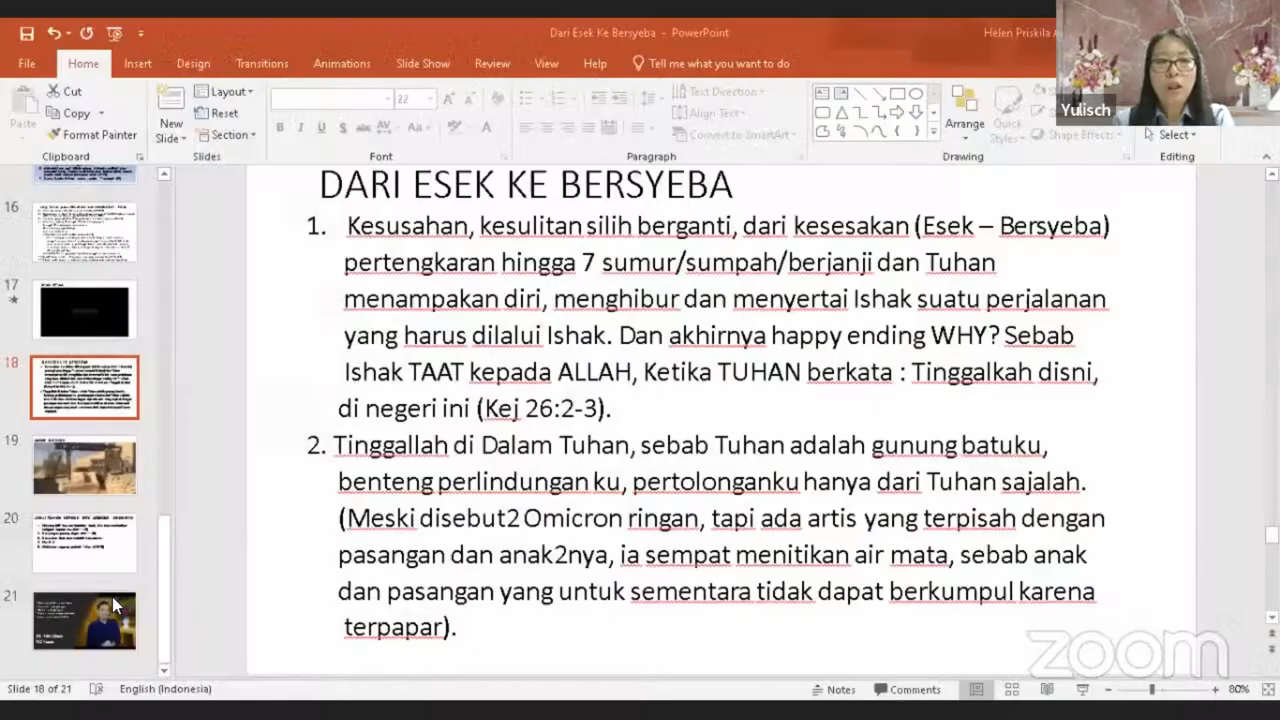 Dari Esek Ke Bersyeba - PowerPoint
Helen Priskila A
File Home Insert Design Transitions Animations Slide Show Review View Help Tell me what you want to do
Yulisch
Cut
Copy
Format Painter
Paste
Clipboard
New
Slide
Layout
Reset
Section
Slides
22
Font
Text Direction
Align Text
Convert to SmartArt
Paragraph
Arrange
Quick
Styles
Shape Effects
Drawing
Select
Editing
16
17
18
19
20
21
DARI ESEK KE BERSYEBA
1. Kesusahan, kesulitan silih berganti, dari kesesakan (Esek – Bersyeba)
pertengkaran hingga 7 sumur/sumpah/berjanji dan Tuhan
menampakan diri, menghibur dan menyertai Ishak suatu perjalanan
yang harus dilalui Ishak. Dan akhirnya happy ending WHY? Sebab
Ishak TAAT kepada ALLAH, Ketika TUHAN berkata : Tinggalkah disni,
di negeri ini (Kej 26:2-3).
2. Tinggallah di Dalam Tuhan, sebab Tuhan adalah gunung batuku,
benteng perlindungan ku, pertolonganku hanya dari Tuhan sajalah.
(Meski disebut2 Omicron ringan, tapi ada artis yang terpisah dengan
pasangan dan anak2nya, ia sempat menitikan air mata, sebab anak
dan pasangan yang untuk sementara tidak dapat berkumpul karena
terpapar).
zoom
Slide 18 of 21 English (Indonesia) Notes Comments 80%